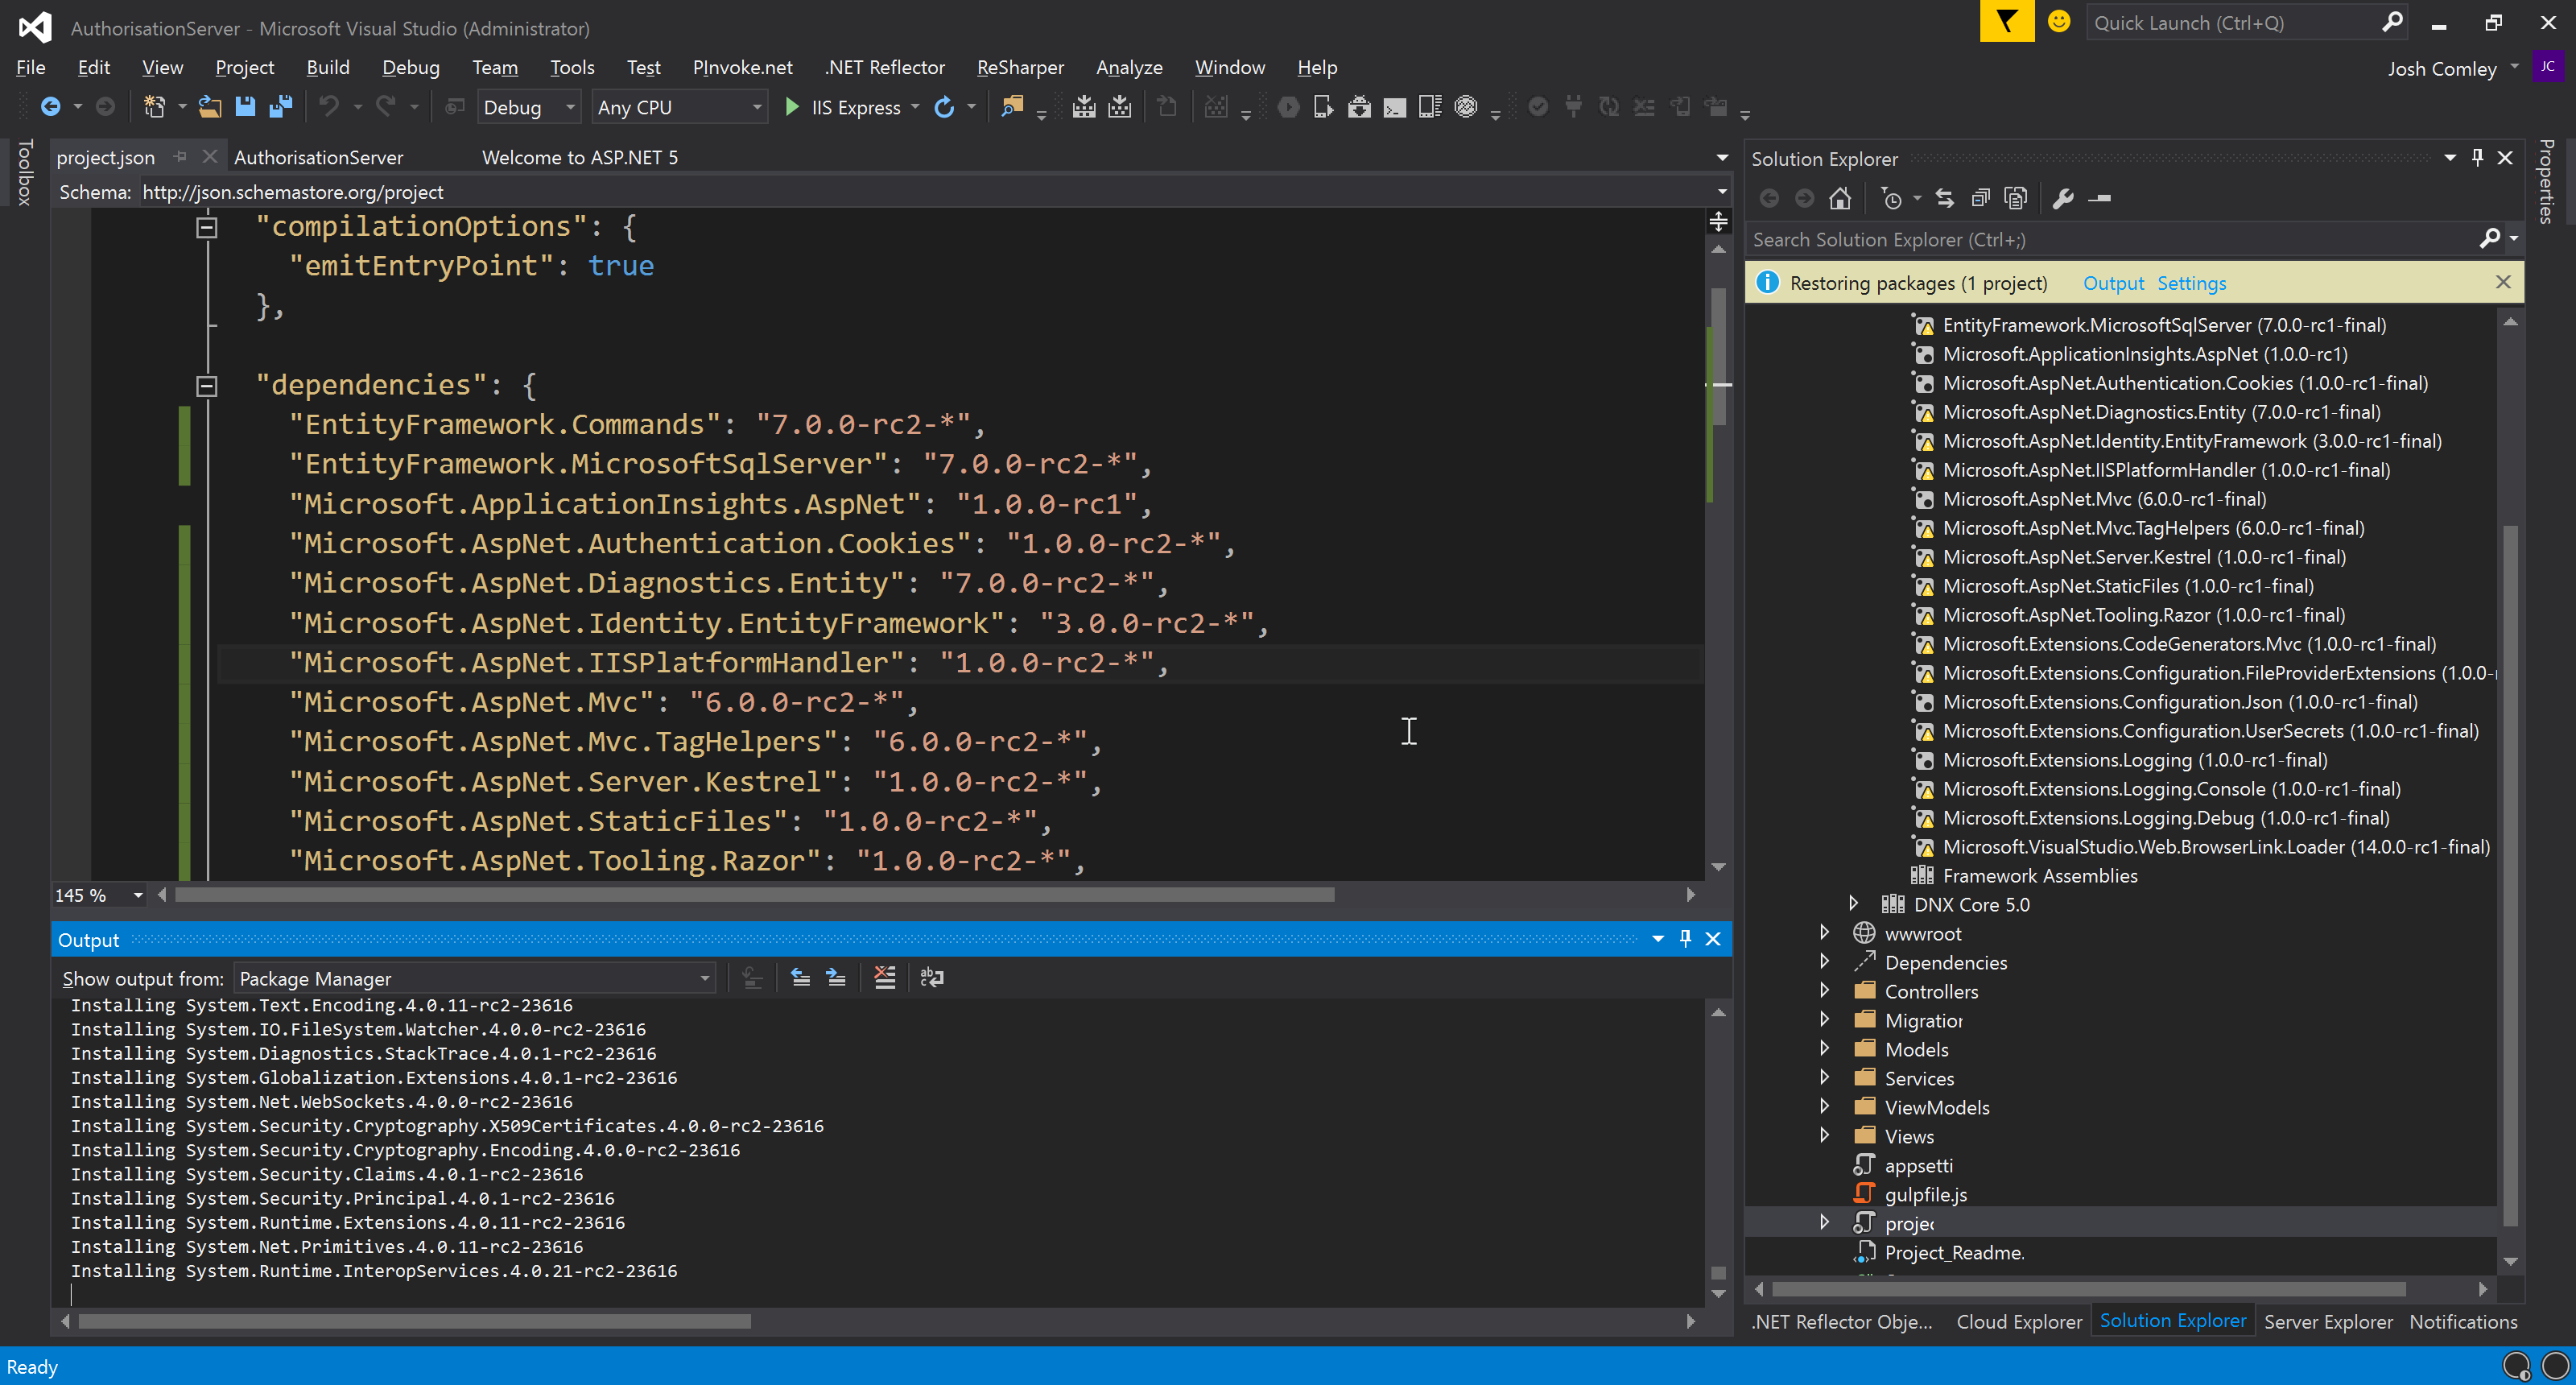 AuthorisationServer - Microsoft Visual Studio (Administrator)
Quick Launch (Ctrl+Q)
File Edit View Project Build Debug Team Tools Test PInvoke.net .NET Reflector ReSharper Analyze Window Help
Josh Comley JC
Debug Any CPU IIS Express
Toolbox
project.json AuthorisationServer Welcome to ASP.NET 5
Schema: http://json.schemastore.org/project
"compilationOptions": {
"emitEntryPoint": true
},
"dependencies": {
"EntityFramework.Commands": "7.0.0-rc2-*",
"EntityFramework.MicrosoftSqlServer": "7.0.0-rc2-*",
"Microsoft.ApplicationInsights.AspNet": "1.0.0-rc1",
"Microsoft.AspNet.Authentication.Cookies": "1.0.0-rc2-*",
"Microsoft.AspNet.Diagnostics.Entity": "7.0.0-rc2-*",
"Microsoft.AspNet.Identity.EntityFramework": "3.0.0-rc2-*",
"Microsoft.AspNet.IISPlatformHandler": "1.0.0-rc2-*",
"Microsoft.AspNet.Mvc": "6.0.0-rc2-*",
"Microsoft.AspNet.Mvc.TagHelpers": "6.0.0-rc2-*",
"Microsoft.AspNet.Server.Kestrel": "1.0.0-rc2-*",
"Microsoft.AspNet.StaticFiles": "1.0.0-rc2-*",
"Microsoft.AspNet.Tooling.Razor": "1.0.0-rc2-*",
145 %
Output
Show output from: Package Manager
Installing System.Text.Encoding.4.0.11-rc2-23616
Installing System.IO.FileSystem.Watcher.4.0.0-rc2-23616
Installing System.Diagnostics.StackTrace.4.0.1-rc2-23616
Installing System.Globalization.Extensions.4.0.1-rc2-23616
Installing System.Net.WebSockets.4.0.0-rc2-23616
Installing System.Security.Cryptography.X509Certificates.4.0.0-rc2-23616
Installing System.Security.Cryptography.Encoding.4.0.0-rc2-23616
Installing System.Security.Claims.4.0.1-rc2-23616
Installing System.Security.Principal.4.0.1-rc2-23616
Installing System.Runtime.Extensions.4.0.11-rc2-23616
Installing System.Net.Primitives.4.0.11-rc2-23616
Installing System.Runtime.InteropServices.4.0.21-rc2-23616
Solution Explorer
Properties
Search Solution Explorer (Ctrl+;)
Restoring packages (1 project) Output Settings
EntityFramework.MicrosoftSqlServer (7.0.0-rc1-final)
Microsoft.ApplicationInsights.AspNet (1.0.0-rc1)
Microsoft.AspNet.Authentication.Cookies (1.0.0-rc1-final)
Microsoft.AspNet.Diagnostics.Entity (7.0.0-rc1-final)
Microsoft.AspNet.Identity.EntityFramework (3.0.0-rc1-final)
Microsoft.AspNet.IISPlatformHandler (1.0.0-rc1-final)
Microsoft.AspNet.Mvc (6.0.0-rc1-final)
Microsoft.AspNet.Mvc.TagHelpers (6.0.0-rc1-final)
Microsoft.AspNet.Server.Kestrel (1.0.0-rc1-final)
Microsoft.AspNet.StaticFiles (1.0.0-rc1-final)
Microsoft.AspNet.Tooling.Razor (1.0.0-rc1-final)
Microsoft.Extensions.CodeGenerators.Mvc (1.0.0-rc1-final)
Microsoft.Extensions.Configuration.FileProviderExtensions (1.0.0-r
Microsoft.Extensions.Configuration.Json (1.0.0-rc1-final)
Microsoft.Extensions.Configuration.UserSecrets (1.0.0-rc1-final)
Microsoft.Extensions.Logging (1.0.0-rc1-final)
Microsoft.Extensions.Logging.Console (1.0.0-rc1-final)
Microsoft.Extensions.Logging.Debug (1.0.0-rc1-final)
Microsoft.VisualStudio.Web.BrowserLink.Loader (14.0.0-rc1-final)
Framework Assemblies
DNX Core 5.0
wwwroot
Dependencies
Controllers
Migration
Models
Services
ViewModels
Views
appsetti
gulpfile.js
projec
Project_Readme.
.NET Reflector Obje... Cloud Explorer Solution Explorer Server Explorer Notifications
Ready